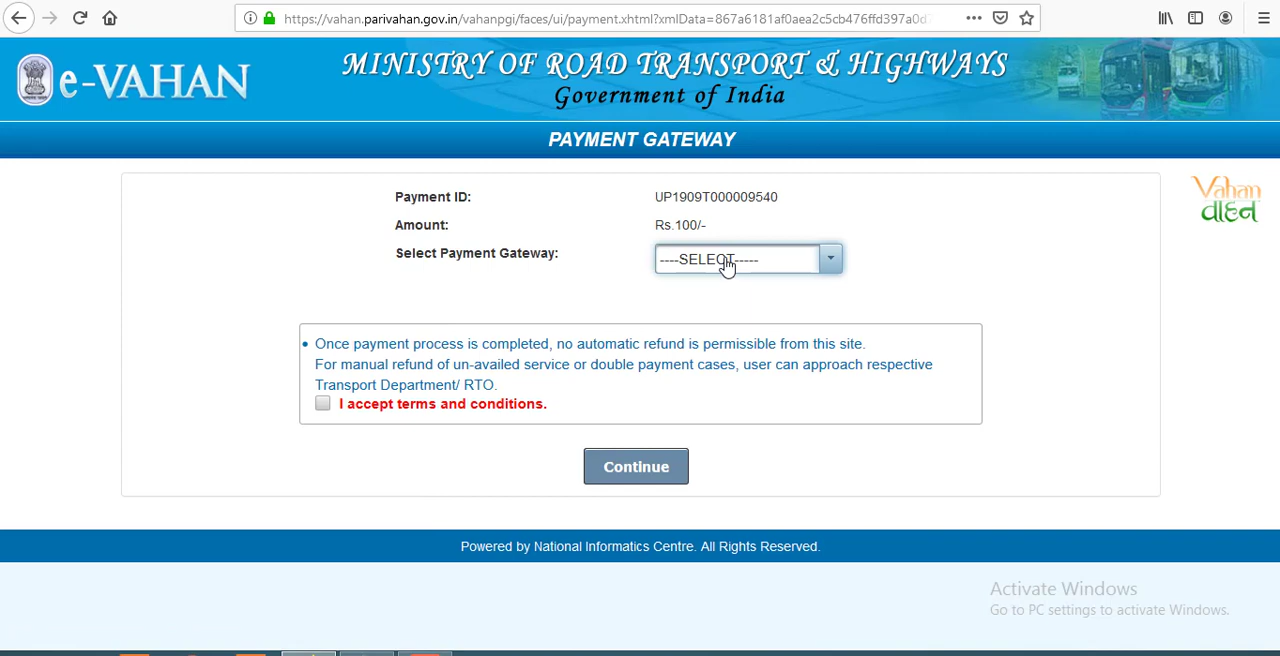 https://vahan.parivahan.gov.in/vahanpgi/faces/ui/payment.xhtml?xmlData=867a6181af0aea2c5cb476ffd397a0d7
e-VAHAN
MINISTRY OF ROAD TRANSPORT & HIGHWAYS
Government of India
PAYMENT GATEWAY
Vahan
वाहन
Payment ID: UP1909T000009540
Amount: Rs.100/-
Select Payment Gateway: ----SELECT-----
• Once payment process is completed, no automatic refund is permissible from this site.
For manual refund of un-availed service or double payment cases, user can approach respective
Transport Department/ RTO.
I accept terms and conditions.
Continue
Powered by National Informatics Centre. All Rights Reserved.
Activate Windows
Go to PC settings to activate Windows.